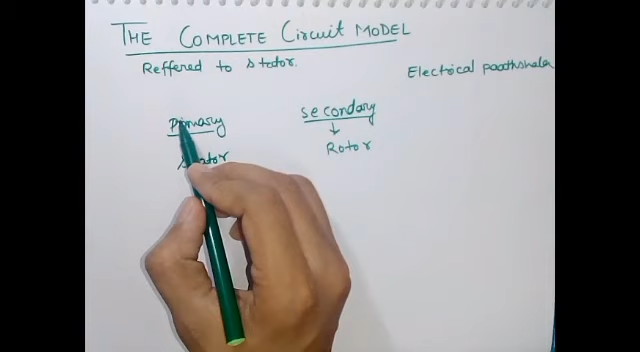 THE COMPLETE CIRCUIT MODEL
Reffered to stator.
Electrical paathshala
Primary
secondary
Rotor